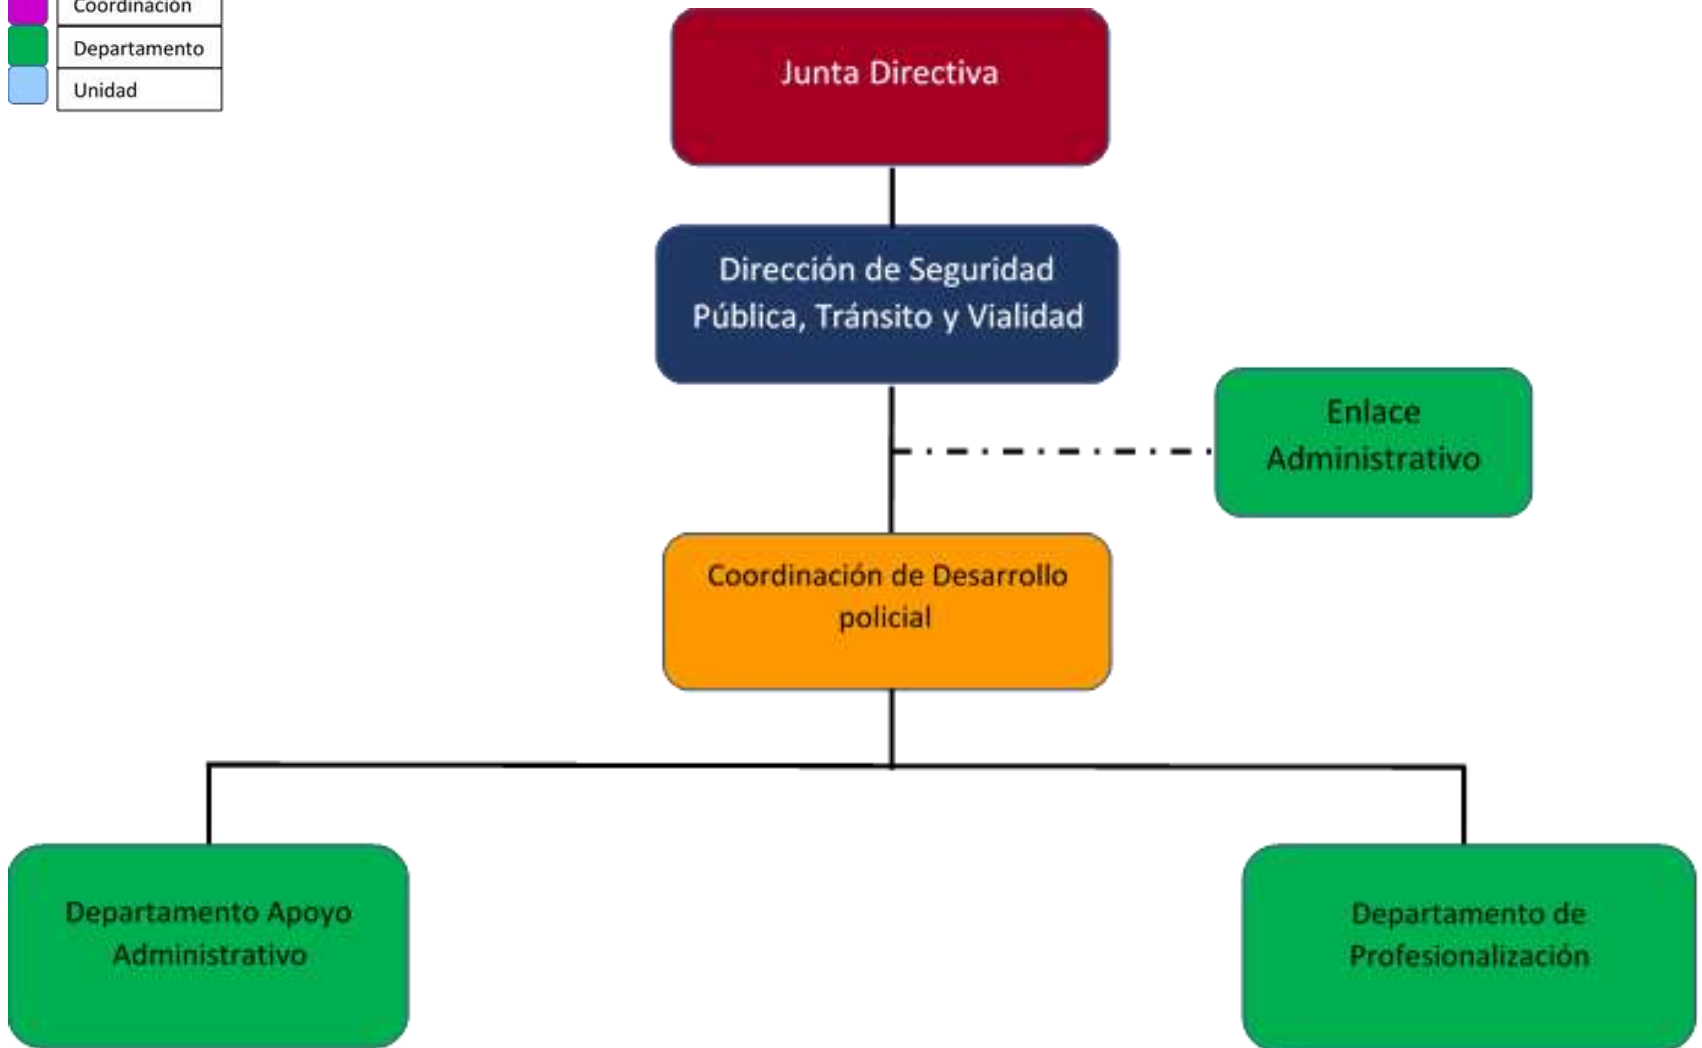 Coordinación
Departamento
Unidad
Junta Directiva
Dirección de Seguridad
Pública, Tránsito y Vialidad
Enlace
Administrativo
Coordinación de Desarrollo
policial
Departamento Apoyo
Administrativo
Departamento de
Profesionalización